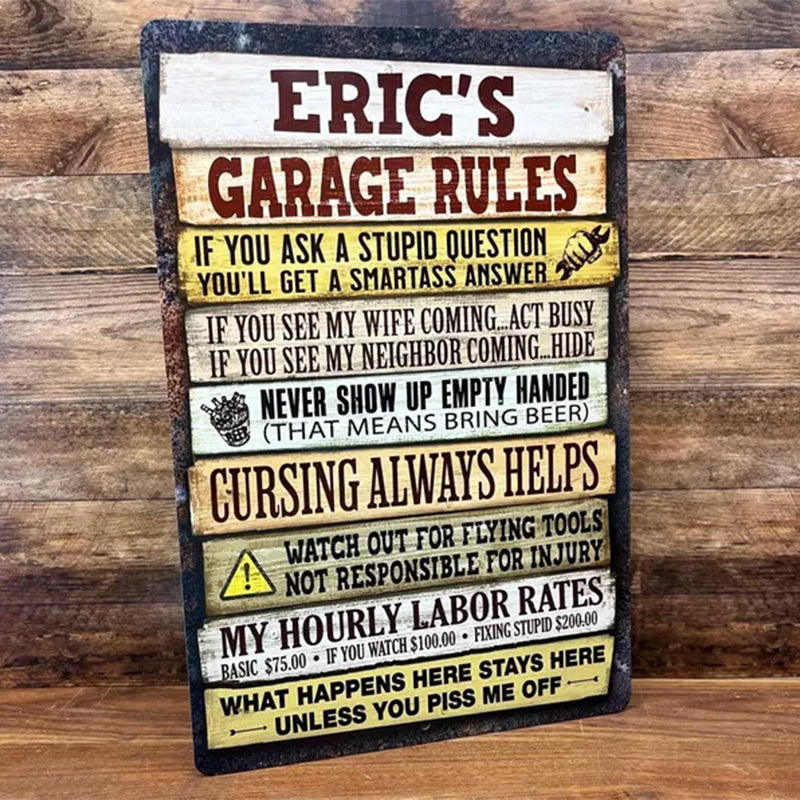 ERIC'S
GARAGE RULES
IF YOU ASK A STUPID QUESTION
YOU'LL GET A SMARTASS ANSWER
IF YOU SEE MY WIFE COMING...ACT BUSY
IF YOU SEE MY NEIGHBOR COMING...HIDE
NEVER SHOW UP EMPTY HANDED
(THAT MEANS BRING BEER)
CURSING ALWAYS HELPS
WATCH OUT FOR FLYING TOOLS
NOT RESPONSIBLE FOR INJURY
MY HOURLY LABOR RATES
BASIC $75.00 • IF YOU WATCH $100.00 • FIXING STUPID $200.00
WHAT HAPPENS HERE STAYS HERE
UNLESS YOU PISS ME OFF